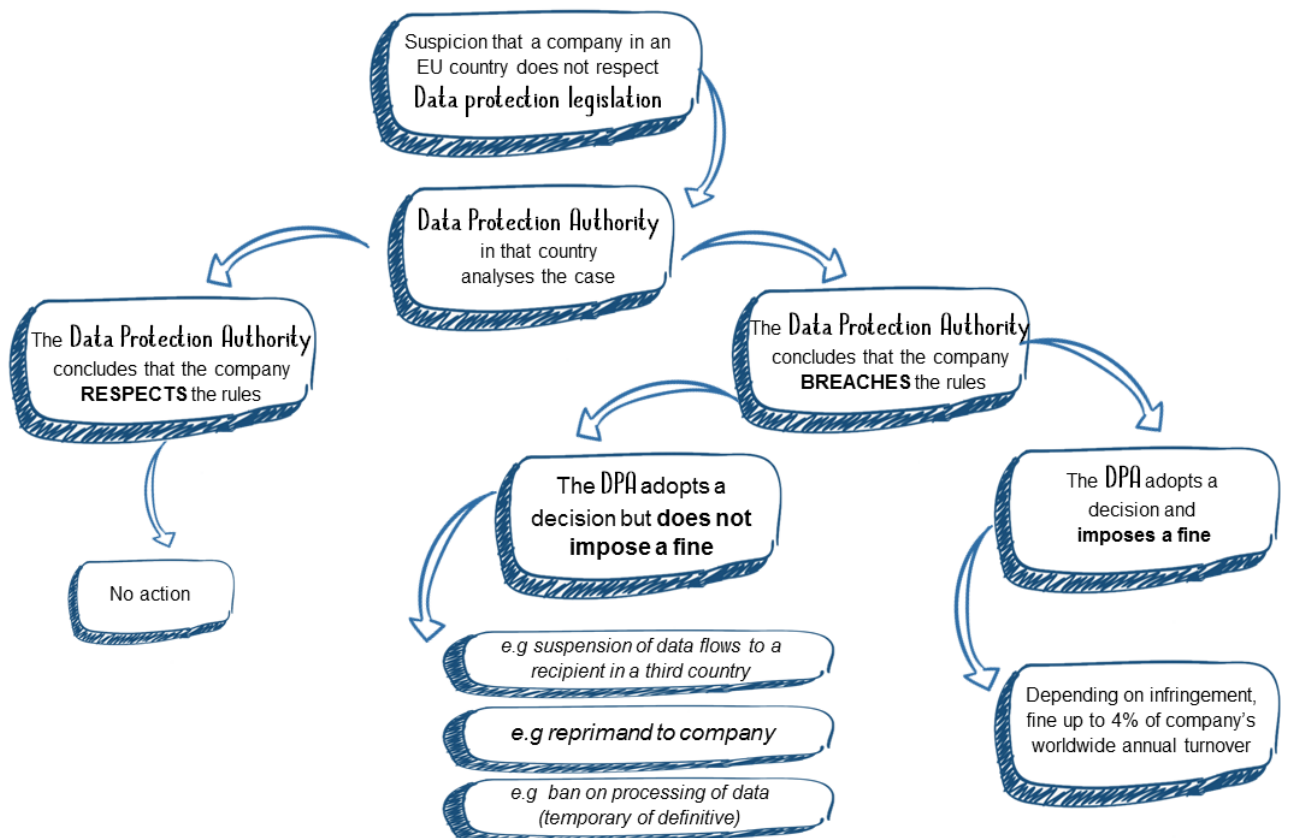 Suspicion that a company in an
EU country does not respect
Data protection legislation
Data Protection Authority
in that country
analyses the case
The Data Protection Authority
concludes that the company
RESPECTS the rules
The Data Protection Authority
concludes that the company
BREACHES the rules
No action
The DPA adopts a
decision but does not
impose a fine
The DPA adopts a
decision and
imposes a fine
e.g suspension of data flows to a
recipient in a third country
e.g reprimand to company
e.g ban on processing of data
(temporary of definitive)
Depending on infringement,
fine up to 4% of company's
worldwide annual turnover